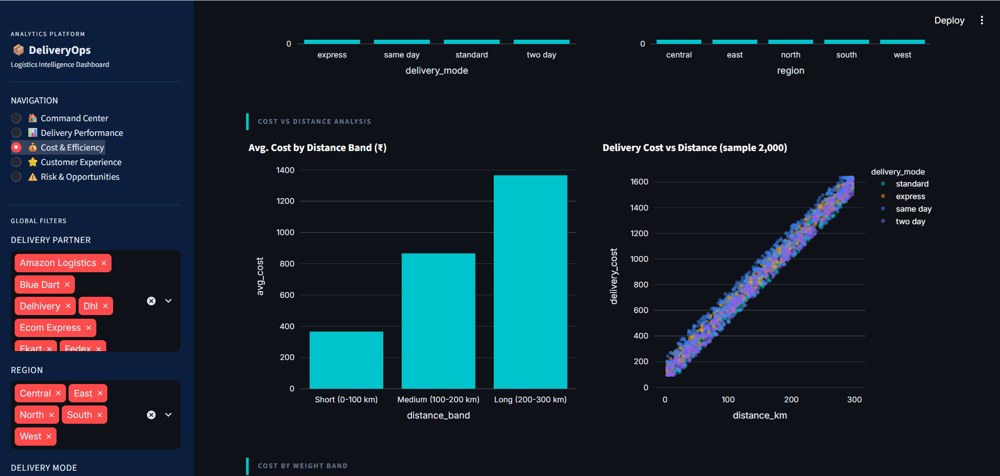 Deploy
ANALYTICS PLATFORM
DeliveryOps
Logistics Intelligence Dashboard
NAVIGATION
Command Center
Delivery Performance
Cost & Efficiency
Customer Experience
Risk & Opportunities
GLOBAL FILTERS
DELIVERY PARTNER
Amazon Logistics ×
Blue Dart ×
Delhivery × Dhl ×
Ecom Express ×
Ekart × Fedex ×
REGION
Central × East ×
North × South ×
West ×
DELIVERY MODE
0
express same day standard two day
delivery_mode
0
central east north south west
region
COST VS DISTANCE ANALYSIS
Avg. Cost by Distance Band (₹)
1400
1200
1000
800
600
400
200
0
avg_cost
Short (0-100 km) Medium (100-200 km) Long (200-300 km)
distance_band
Delivery Cost vs Distance (sample 2,000)
delivery_mode
standard
express
same day
two day
1600
1400
1200
1000
800
600
400
200
0
delivery_cost
0 100 200 300
distance_km
COST BY WEIGHT BAND